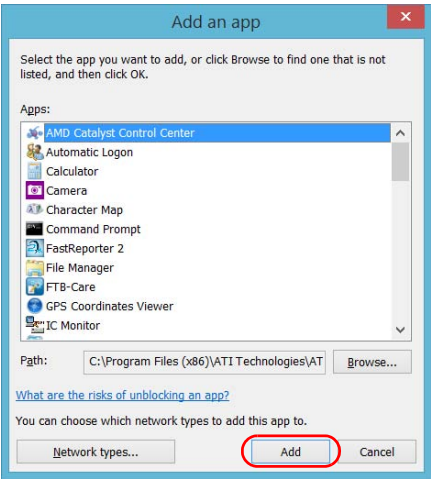 Add an app
Select the app you want to add, or click Browse to find one that is not
listed, and then click OK.
Apps:
AMD Catalyst Control Center
Automatic Logon
Calculator
Camera
Character Map
Command Prompt
FastReporter 2
File Manager
FTB-Care
GPS Coordinates Viewer
IC Monitor
Path: C:\Program Files (x86)\ATI Technologies\AT Browse...
What are the risks of unblocking an app?
You can choose which network types to add this app to.
Network types... Add Cancel